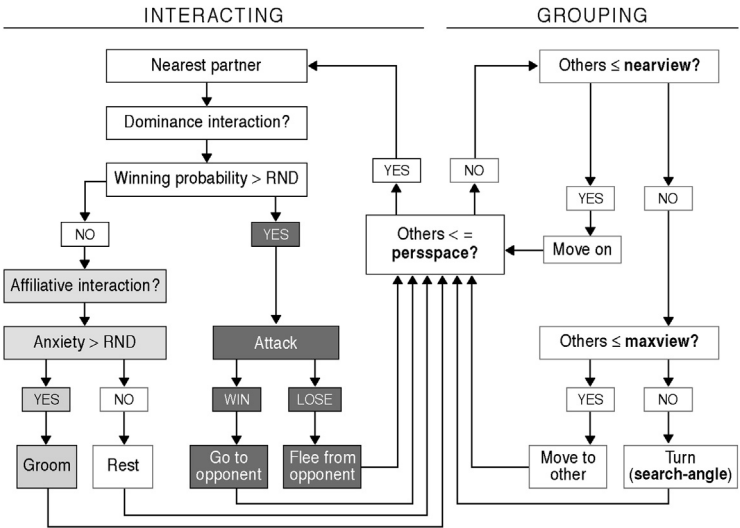 INTERACTING
GROUPING
Nearest partner
Dominance interaction?
Winning probability > RND
NO
YES
Affiliative interaction?
Anxiety > RND
YES
NO
Groom
Rest
Attack
WIN
LOSE
Go to
opponent
Flee from
opponent
YES
NO
Others < =
persspace?
Others ≤ nearview?
YES
NO
Move on
Others ≤ maxview?
YES
NO
Move to
other
Turn
(search-angle)